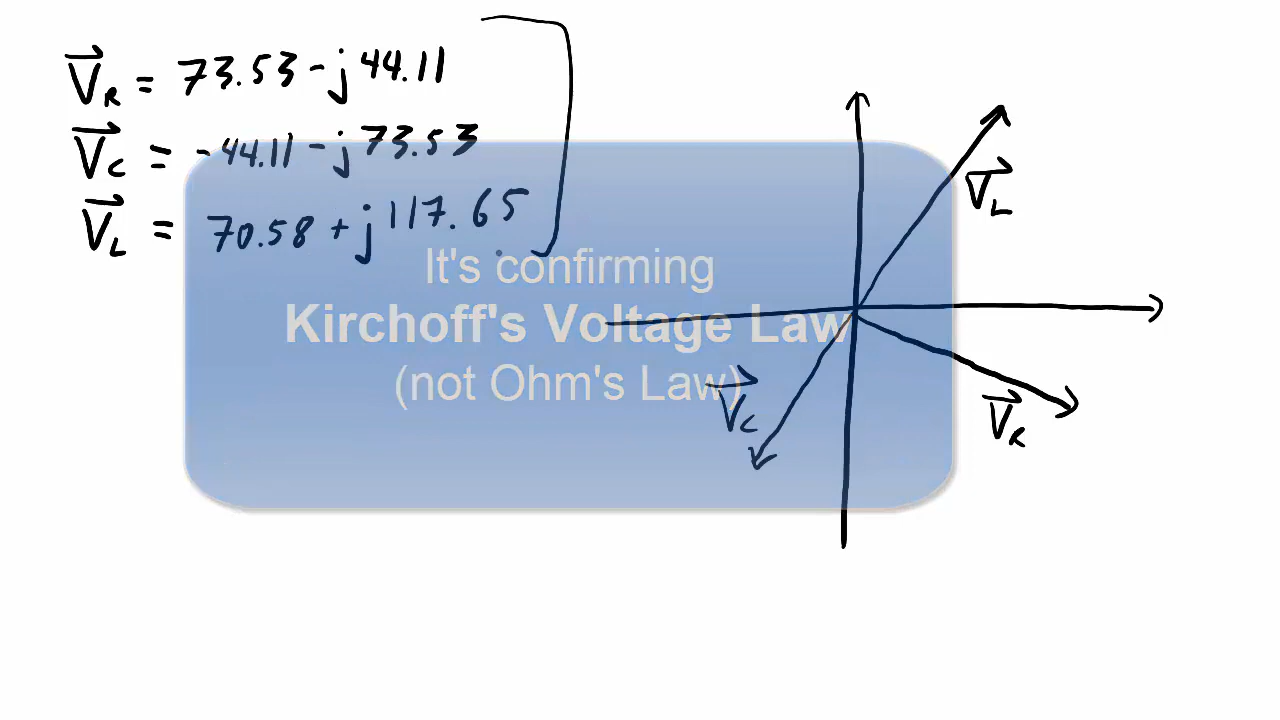 V_R = 73.53 - j44.11
V_C = -44.11 - j73.53
V_L = 70.58 + j117.65
It's confirming
Kirchoff's Voltage Law
(not Ohm's Law)
V_L
V_C
V_R